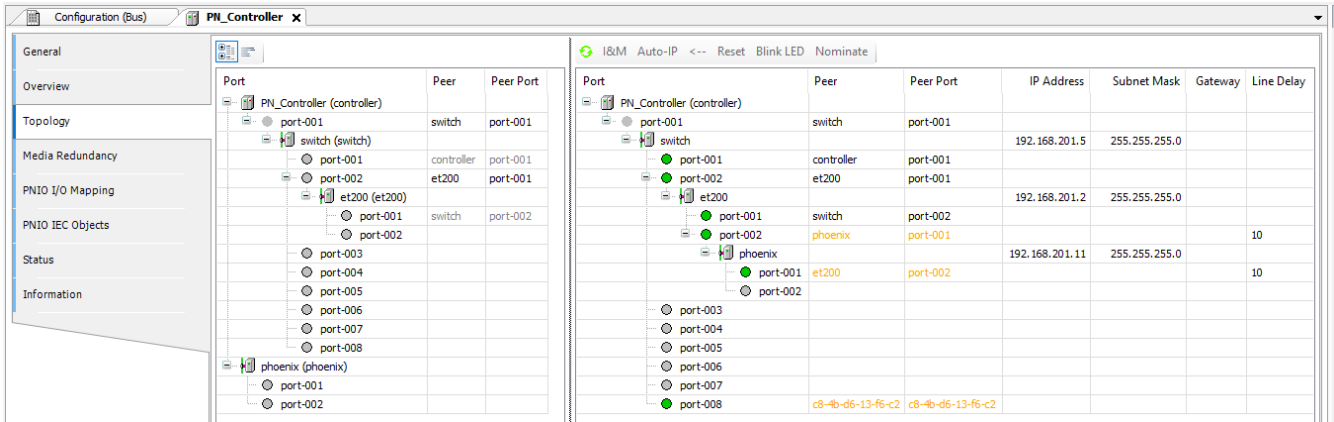 Configuration (Bus) PN_Controller x
General
Overview
Topology
Media Redundancy
PNIO I/O Mapping
PNIO IEC Objects
Status
Information
Port Peer Peer Port
PN_Controller (controller)
port-001 switch port-001
switch (switch)
port-001 controller port-001
port-002 et200 port-001
et200 (et200)
port-001 switch port-002
port-002
port-003
port-004
port-005
port-006
port-007
port-008
phoenix (phoenix)
port-001
port-002
I&M Auto-IP <-- Reset Blink LED Nominate
Port Peer Peer Port IP Address Subnet Mask Gateway Line Delay
PN_Controller (controller)
port-001 switch port-001
switch 192.168.201.5 255.255.255.0
port-001 controller port-001
port-002 et200 port-001
et200 192.168.201.2 255.255.255.0
port-001 switch port-002
port-002 phoenix port-001 10
phoenix 192.168.201.11 255.255.255.0
port-001 et200 port-002 10
port-002
port-003
port-004
port-005
port-006
port-007
port-008 c8-4b-d6-13-f6-c2 c8-4b-d6-13-f6-c2